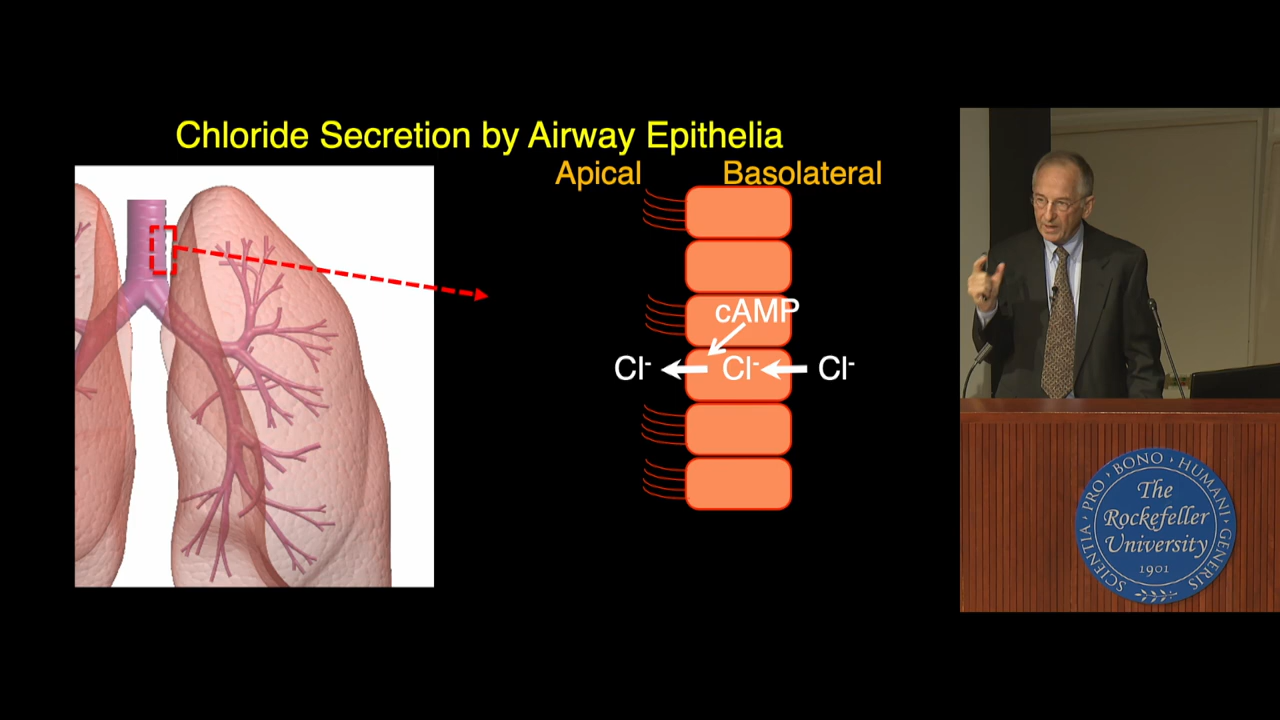 Chloride Secretion by Airway Epithelia
Apical
Basolateral
cAMP
Cl-
Cl-
Cl-
SCIENTIA · PRO · BONO · HUMANI · GENERIS
The
Rockefeller
University
1901